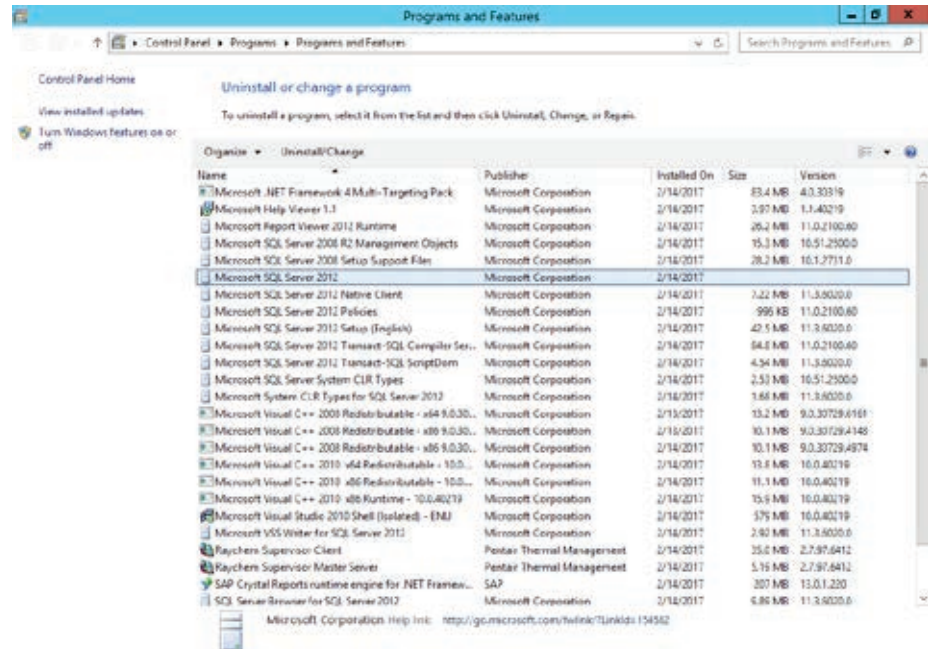 Programs and Features
Control Panel Programs Programs and Features Search Programs and Features
Control Panel Home
View installed updates
Turn Windows features on or off
Uninstall or change a program
To uninstall a program, select it from the list and then click Uninstall, Change, or Repair.
Organize Uninstall/Change
Name Publisher Installed On Size Version
Microsoft .NET Framework 4 Multi-Targeting Pack Microsoft Corporation 2/14/2017 83.4 MB 4.0.30319
Microsoft Help Viewer 1.1 Microsoft Corporation 2/14/2017 3.97 MB 1.1.40219
Microsoft Report Viewer 2012 Runtime Microsoft Corporation 2/14/2017 26.2 MB 11.0.2100.60
Microsoft SQL Server 2008 R2 Management Objects Microsoft Corporation 2/14/2017 15.3 MB 10.51.2500.0
Microsoft SQL Server 2008 Setup Support Files Microsoft Corporation 2/14/2017 28.2 MB 10.1.2731.0
Microsoft SQL Server 2012 Microsoft Corporation 2/14/2017
Microsoft SQL Server 2012 Native Client Microsoft Corporation 2/14/2017 7.22 MB 11.3.6020.0
Microsoft SQL Server 2012 Policies Microsoft Corporation 2/14/2017 996 KB 11.0.2100.60
Microsoft SQL Server 2012 Setup (English) Microsoft Corporation 2/14/2017 42.5 MB 11.3.6020.0
Microsoft SQL Server 2012 Transact-SQL Compiler Ser... Microsoft Corporation 2/14/2017 84.8 MB 11.0.2100.60
Microsoft SQL Server 2012 Transact-SQL ScriptDom Microsoft Corporation 2/14/2017 4.54 MB 11.3.6020.0
Microsoft SQL Server System CLR Types Microsoft Corporation 2/14/2017 2.53 MB 10.51.2500.0
Microsoft System CLR Types for SQL Server 2012 Microsoft Corporation 2/14/2017 1.68 MB 11.3.6020.0
Microsoft Visual C++ 2008 Redistributable - x64 9.0.30... Microsoft Corporation 2/13/2017 13.2 MB 9.0.30729.6161
Microsoft Visual C++ 2008 Redistributable - x86 9.0.30... Microsoft Corporation 2/13/2017 10.1 MB 9.0.30729.4148
Microsoft Visual C++ 2008 Redistributable - x86 9.0.30... Microsoft Corporation 2/14/2017 10.1 MB 9.0.30729.4974
Microsoft Visual C++ 2010 x64 Redistributable - 10.0.... Microsoft Corporation 2/14/2017 13.8 MB 10.0.40219
Microsoft Visual C++ 2010 x86 Redistributable - 10.0.... Microsoft Corporation 2/14/2017 11.1 MB 10.0.40219
Microsoft Visual C++ 2010 x86 Runtime - 10.0.40219 Microsoft Corporation 2/14/2017 15.9 MB 10.0.40219
Microsoft Visual Studio 2010 Shell (Isolated) - ENU Microsoft Corporation 2/14/2017 579 MB 10.0.40219
Microsoft VSS Writer for SQL Server 2012 Microsoft Corporation 2/14/2017 2.92 MB 11.3.6020.0
Raychem Supervisor Client Pentair Thermal Management 2/14/2017 35.0 MB 2.7.97.6412
Raychem Supervisor Master Server Pentair Thermal Management 2/14/2017 5.16 MB 2.7.97.6412
SAP Crystal Reports runtime engine for .NET Framew... SAP 2/14/2017 207 MB 13.0.1.220
SQL Server Browser for SQL Server 2012 Microsoft Corporation 2/14/2017 6.86 MB 11.3.6020.0
Microsoft Corporation Help link: http://go.microsoft.com/fwlink/?LinkId=154582